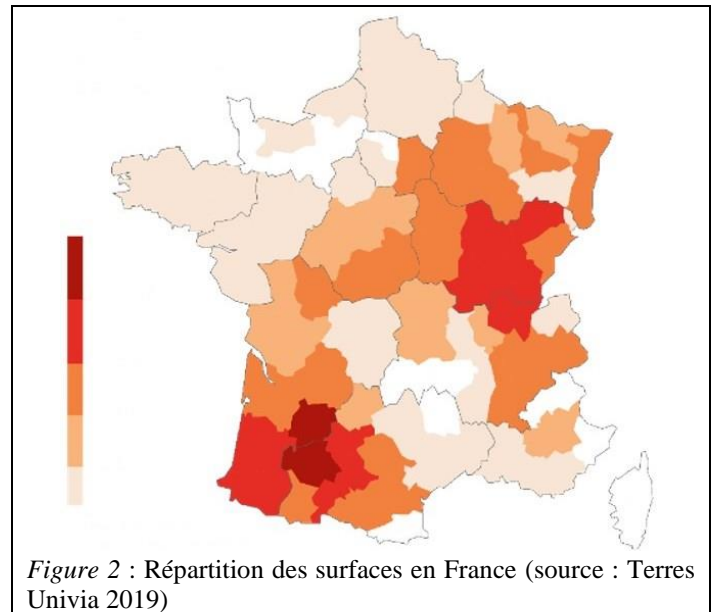 Figure 2 : Répartition des surfaces en France (source : Terres
Univia 2019)